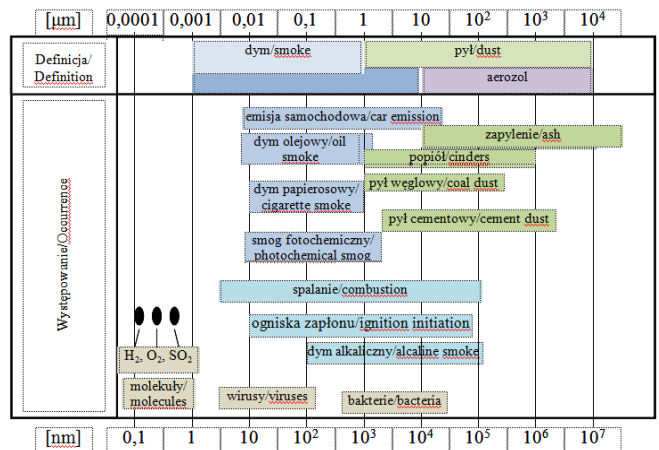 [μm] 0,0001 0,001 0,01 0,1 1 10 10² 10³ 10⁴
Definicja/
Definition
dym/smoke
pył/dust
aerozol
Występowanie/Occurrence
emisja samochodowa/car emission
zapylenie/ash
dym olejowy/oil
smoke
popiół/cinders
pył węglowy/coal dust
dym papierosowy/
cigarette smoke
pył cementowy/cement dust
smog fotochemiczny/
photochemical smog
spalanie/combustion
ogniska zapłonu/ignition initiation
dym alkaliczny/alcaline smoke
H₂, O₂, SO₂
molekuły/
molecules
wirusy/viruses
bakterie/bacteria
[nm] 0,1 1 10 10² 10³ 10⁴ 10⁵ 10⁶ 10⁷